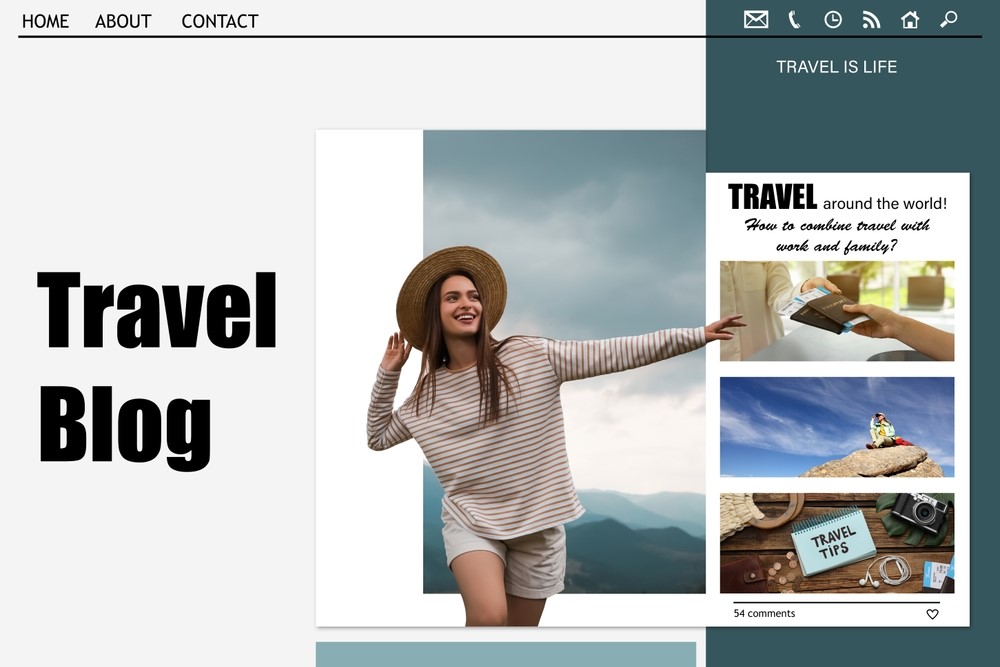 HOME ABOUT CONTACT
TRAVEL IS LIFE
Travel
Blog
TRAVEL around the world!
How to combine travel with
work and family?
TRAVEL
TIPS
54 comments